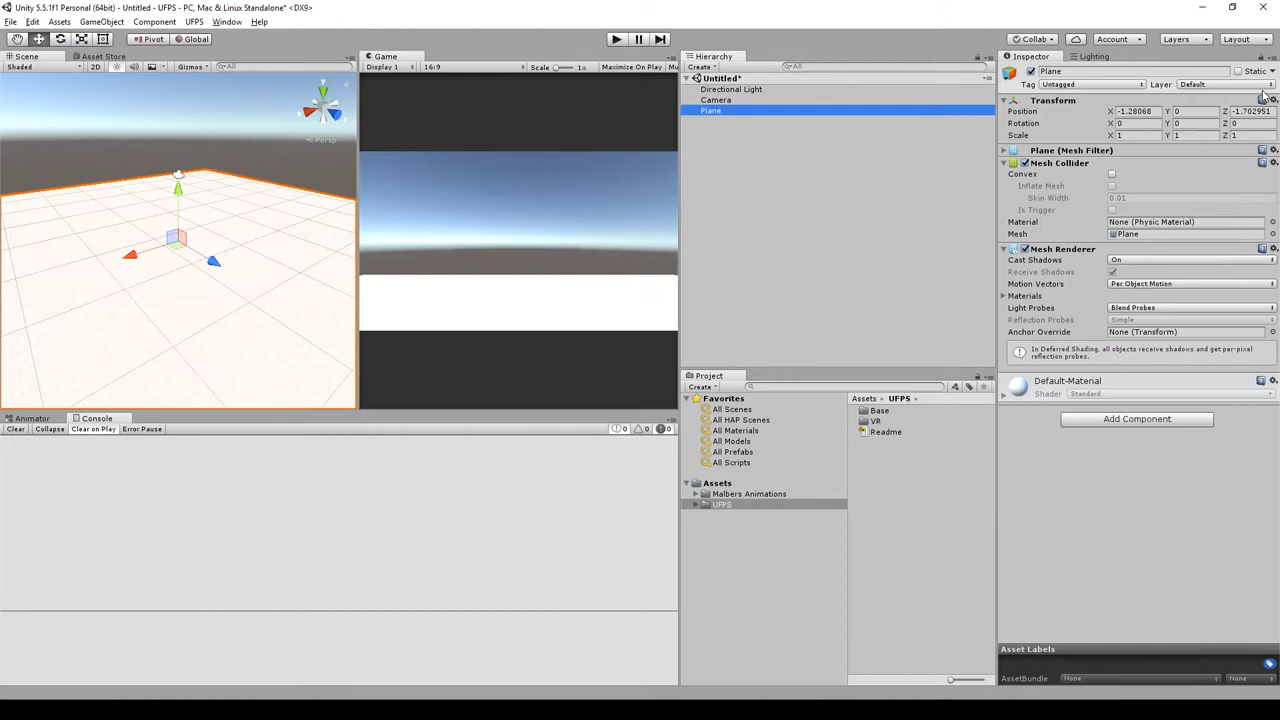 Unity 5.5.1f1 Personal (64bit) - Untitled - UFPS - PC, Mac & Linux Standalone* <DX9>
File Edit Assets GameObject Component UFPS Window Help
Pivot Global
Collab Account Layers Layout
Scene Asset Store
Shaded 2D Gizmos All
y
Persp
Game
Display 1 16:9 Scale 1x Maximize On Play Mu
Hierarchy
Create All
Untitled*
Directional Light
Camera
Plane
Inspector Lighting
Plane Static
Tag Untagged Layer Default
Transform
Position X -1.28068 Y 0 Z -1.702951
Rotation X 0 Y 0 Z 0
Scale X 1 Y 1 Z 1
Plane (Mesh Filter)
Mesh Collider
Convex
Inflate Mesh
Skin Width 0.01
Is Trigger
Material None (Physic Material)
Mesh Plane
Mesh Renderer
Cast Shadows On
Receive Shadows
Motion Vectors Per Object Motion
Materials
Light Probes Blend Probes
Reflection Probes Simple
Anchor Override None (Transform)
In Deferred Shading, all objects receive shadows and get per-pixel
reflection probes.
Default-Material
Shader Standard
Add Component
Asset Labels
AssetBundle None None
Project
Create
Favorites
All Scenes
All HAP Scenes
All Materials
All Models
All Prefabs
All Scripts
Assets
Malbers Animations
UFPS
Assets UFPS
Base
VR
Readme
Animator Console
Clear Collapse Clear on Play Error Pause 0 0 0